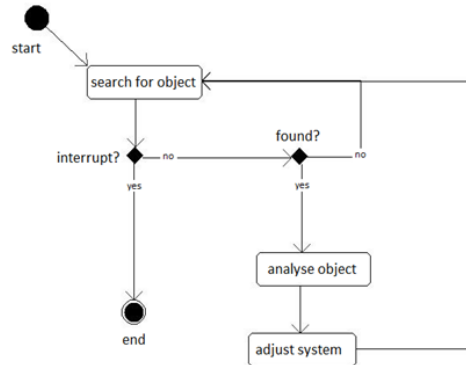 start
search for object
found?
interrupt?
no
no
yes
yes
analyse object
end
adjust system